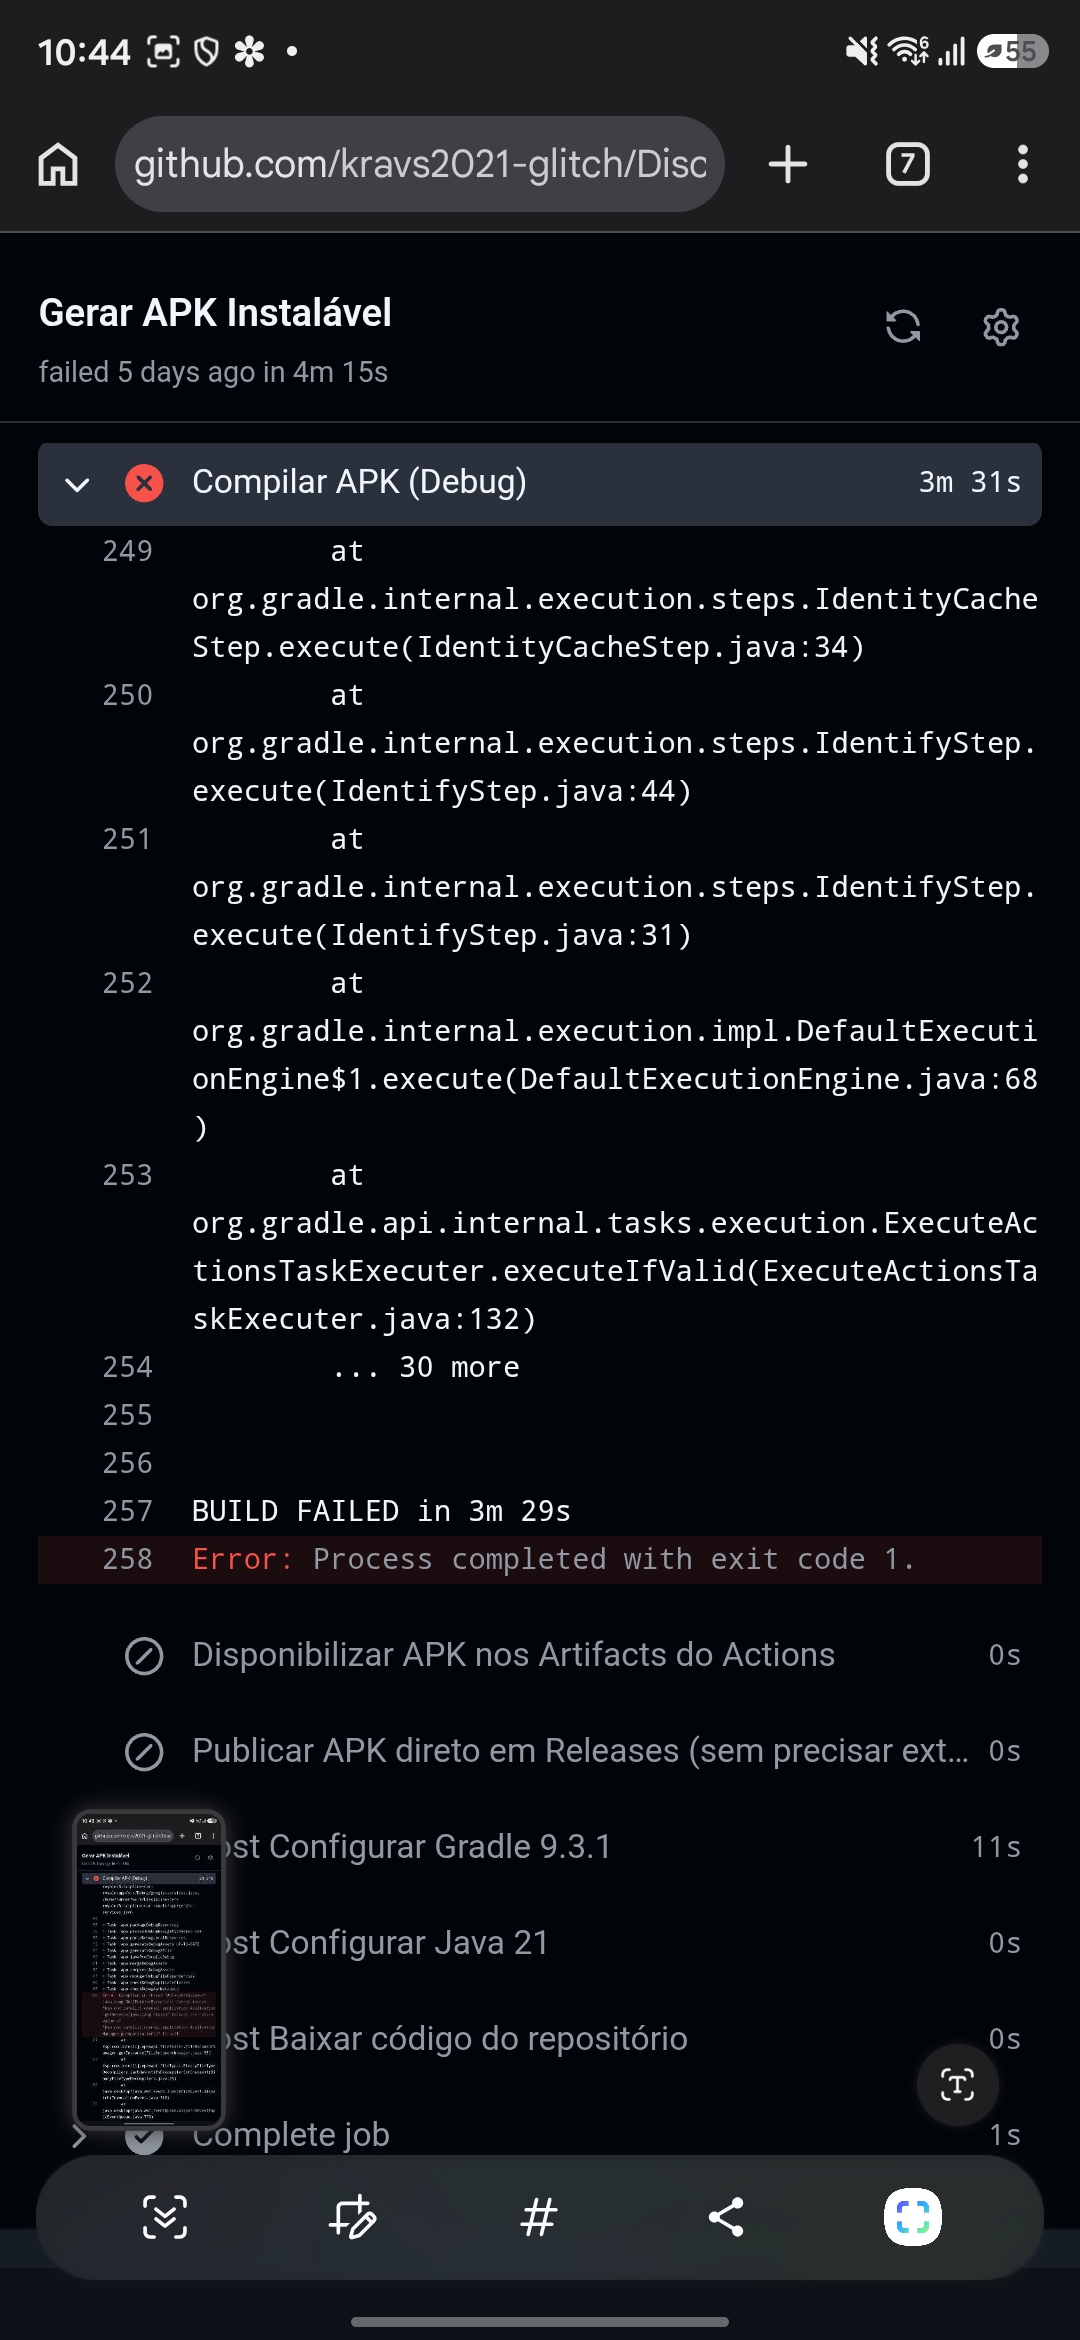 10:44
6
55
github.com/kravs2021-glitch/Disc
7
Gerar APK Instalável
failed 5 days ago in 4m 15s
Compilar APK (Debug) 3m 31s
249 at
org.gradle.internal.execution.steps.IdentityCache
Step.execute(IdentityCacheStep.java:34)
250 at
org.gradle.internal.execution.steps.IdentifyStep.
execute(IdentifyStep.java:44)
251 at
org.gradle.internal.execution.steps.IdentifyStep.
execute(IdentifyStep.java:31)
252 at
org.gradle.internal.execution.impl.DefaultExecuti
onEngine$1.execute(DefaultExecutionEngine.java:68
)
253 at
org.gradle.api.internal.tasks.execution.ExecuteAc
tionsTaskExecuter.executeIfValid(ExecuteActionsTa
skExecuter.java:132)
254 ... 30 more
255
256
257 BUILD FAILED in 3m 29s
258 Error: Process completed with exit code 1.
Disponibilizar APK nos Artifacts do Actions 0s
Publicar APK direto em Releases (sem precisar ext… 0s
ost Configurar Gradle 9.3.1 11s
ost Configurar Java 21 0s
ost Baixar código do repositório 0s
Complete job 1s